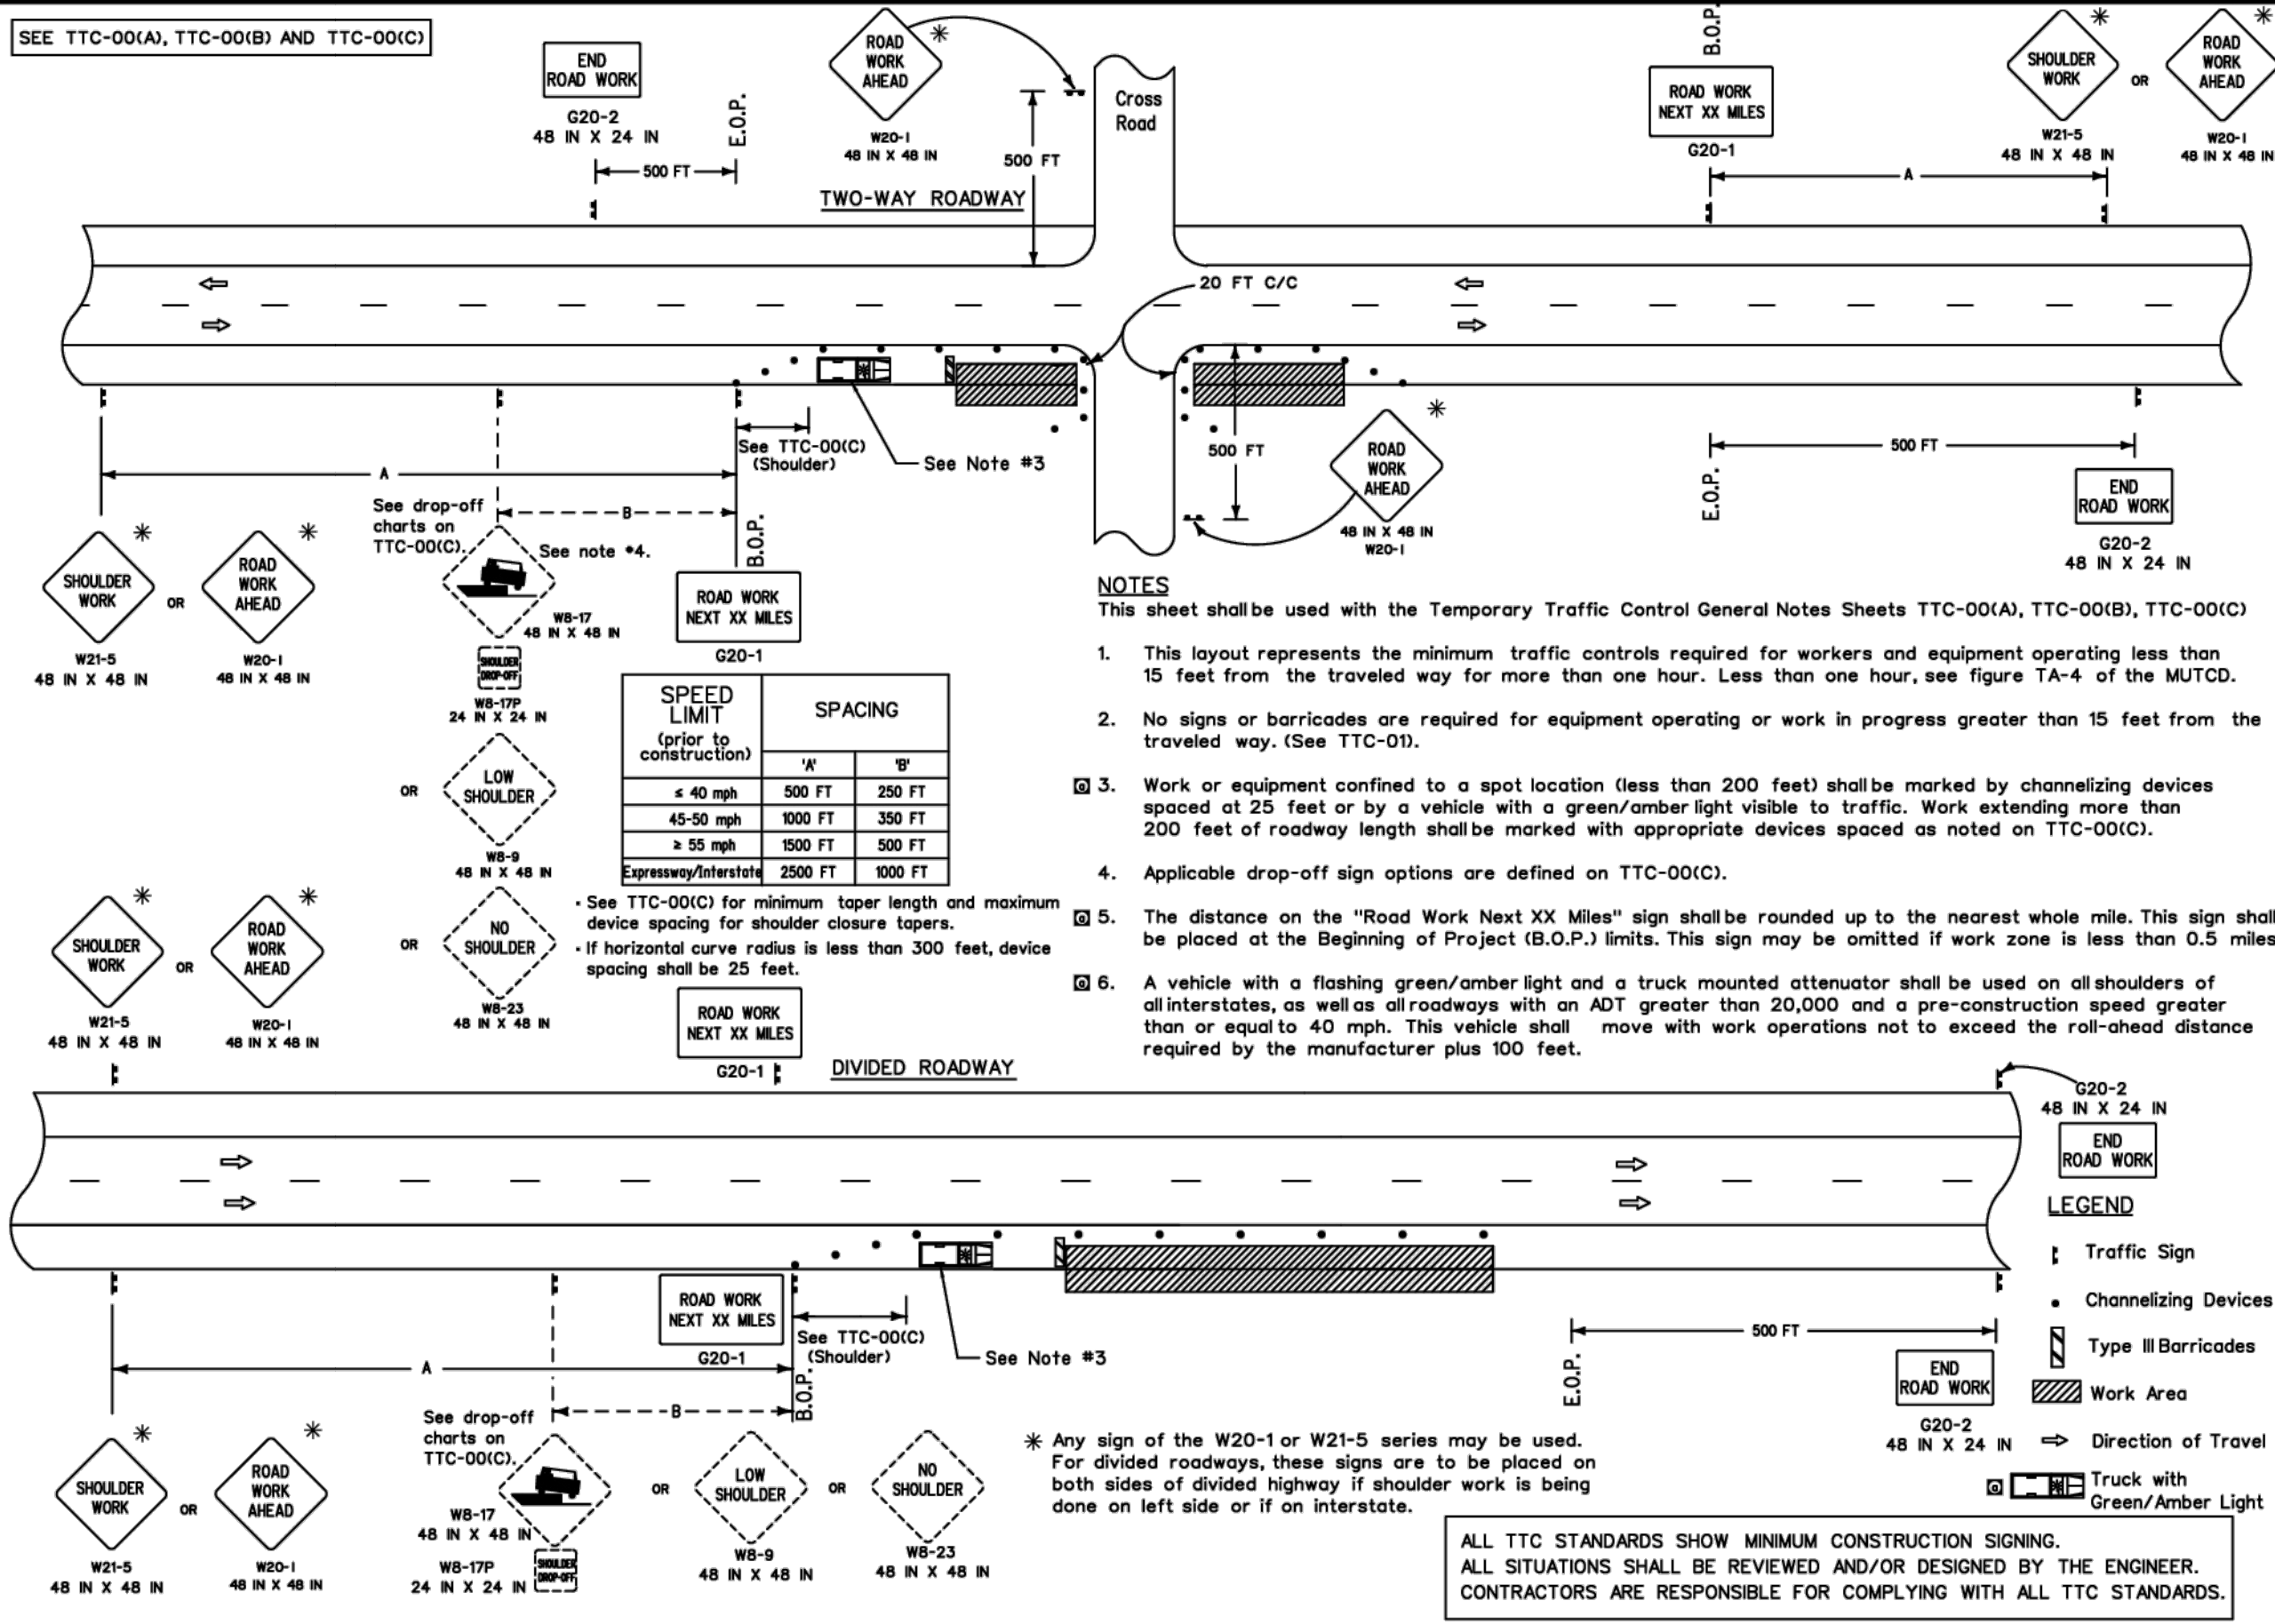 SEE TTC-00(A), TTC-00(B) AND TTC-00(C)
END
ROAD WORK
G20-2
48 IN X 24 IN
E.O.P.
500 FT
ROAD
WORK
AHEAD
*
W20-1
48 IN X 48 IN
500 FT
Cross
Road
TWO-WAY ROADWAY
B.O.P.
ROAD WORK
NEXT XX MILES
G20-1
A
*
SHOULDER
WORK
W21-5
48 IN X 48 IN
OR
*
ROAD
WORK
AHEAD
W20-1
48 IN X 48 IN
20 FT C/C
See TTC-00(C)
(Shoulder)
See Note #3
A
B
B.O.P.
500 FT
ROAD
WORK
AHEAD
*
48 IN X 48 IN
W20-1
500 FT
E.O.P.
END
ROAD WORK
G20-2
48 IN X 24 IN
*
SHOULDER
WORK
W21-5
48 IN X 48 IN
OR
*
ROAD
WORK
AHEAD
W20-1
48 IN X 48 IN
See drop-off
charts on
TTC-00(C).
See note #4.
W8-17
48 IN X 48 IN
SHOULDER
DROP-OFF
W8-17P
24 IN X 24 IN
OR
LOW
SHOULDER
W8-9
48 IN X 48 IN
OR
NO
SHOULDER
W8-23
48 IN X 48 IN
ROAD WORK
NEXT XX MILES
G20-1
SPEED
LIMIT
(prior to
construction)
SPACING
'A' 'B'
≤ 40 mph 500 FT 250 FT
45-50 mph 1000 FT 350 FT
≥ 55 mph 1500 FT 500 FT
Expressway/Interstate 2500 FT 1000 FT
• See TTC-00(C) for minimum taper length and maximum
device spacing for shoulder closure tapers.
• If horizontal curve radius is less than 300 feet, device
spacing shall be 25 feet.
NOTES
This sheet shall be used with the Temporary Traffic Control General Notes Sheets TTC-00(A), TTC-00(B), TTC-00(C)
1. This layout represents the minimum traffic controls required for workers and equipment operating less than
15 feet from the traveled way for more than one hour. Less than one hour, see figure TA-4 of the MUTCD.
2. No signs or barricades are required for equipment operating or work in progress greater than 15 feet from the
traveled way. (See TTC-01).
@ 3. Work or equipment confined to a spot location (less than 200 feet) shall be marked by channelizing devices
spaced at 25 feet or by a vehicle with a green/amber light visible to traffic. Work extending more than
200 feet of roadway length shall be marked with appropriate devices spaced as noted on TTC-00(C).
4. Applicable drop-off sign options are defined on TTC-00(C).
@ 5. The distance on the "Road Work Next XX Miles" sign shall be rounded up to the nearest whole mile. This sign shall
be placed at the Beginning of Project (B.O.P.) limits. This sign may be omitted if work zone is less than 0.5 miles
@ 6. A vehicle with a flashing green/amber light and a truck mounted attenuator shall be used on all shoulders of
all interstates, as well as all roadways with an ADT greater than 20,000 and a pre-construction speed greater
than or equal to 40 mph. This vehicle shall move with work operations not to exceed the roll-ahead distance
required by the manufacturer plus 100 feet.
*
SHOULDER
WORK
W21-5
48 IN X 48 IN
OR
*
ROAD
WORK
AHEAD
W20-1
48 IN X 48 IN
ROAD WORK
NEXT XX MILES
G20-1
DIVIDED ROADWAY
G20-2
48 IN X 24 IN
END
ROAD WORK
LEGEND
Traffic Sign
Channelizing Devices
Type III Barricades
Work Area
Direction of Travel
@ Truck with
Green/Amber Light
ROAD WORK
NEXT XX MILES
G20-1
See TTC-00(C)
(Shoulder)
See Note #3
A
B
B.O.P.
500 FT
E.O.P.
END
ROAD WORK
G20-2
48 IN X 24 IN
*
SHOULDER
WORK
W21-5
48 IN X 48 IN
OR
*
ROAD
WORK
AHEAD
W20-1
48 IN X 48 IN
See drop-off
charts on
TTC-00(C).
W8-17
48 IN X 48 IN
W8-17P
24 IN X 24 IN
SHOULDER
DROP-OFF
OR
LOW
SHOULDER
W8-9
48 IN X 48 IN
OR
NO
SHOULDER
W8-23
48 IN X 48 IN
* Any sign of the W20-1 or W21-5 series may be used.
For divided roadways, these signs are to be placed on
both sides of divided highway if shoulder work is being
done on left side or if on interstate.
ALL TTC STANDARDS SHOW MINIMUM CONSTRUCTION SIGNING.
ALL SITUATIONS SHALL BE REVIEWED AND/OR DESIGNED BY THE ENGINEER.
CONTRACTORS ARE RESPONSIBLE FOR COMPLYING WITH ALL TTC STANDARDS.